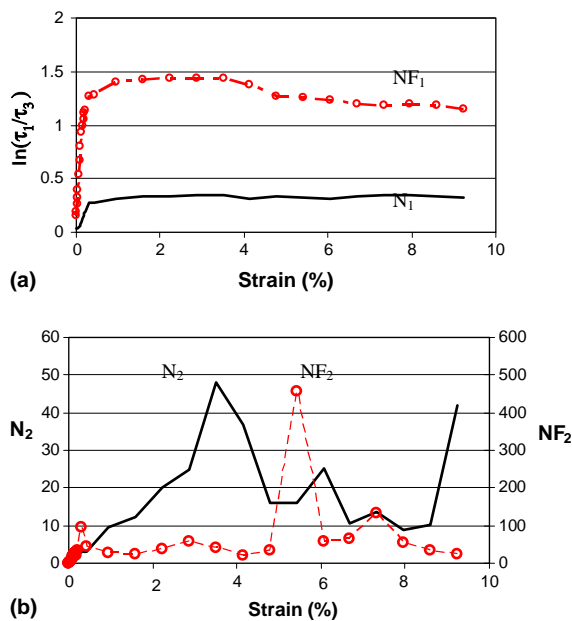 2
1.5
1
0.5
0
ln(τ₁/τ₃)
NF₁
N₁
0 2 4 6 8 10
(a) Strain (%)
60 600
50 500
40 400
30 300
20 200
10 100
0 0
N₂ NF₂
N₂ NF₂
0 2 4 6 8 10
(b) Strain (%)